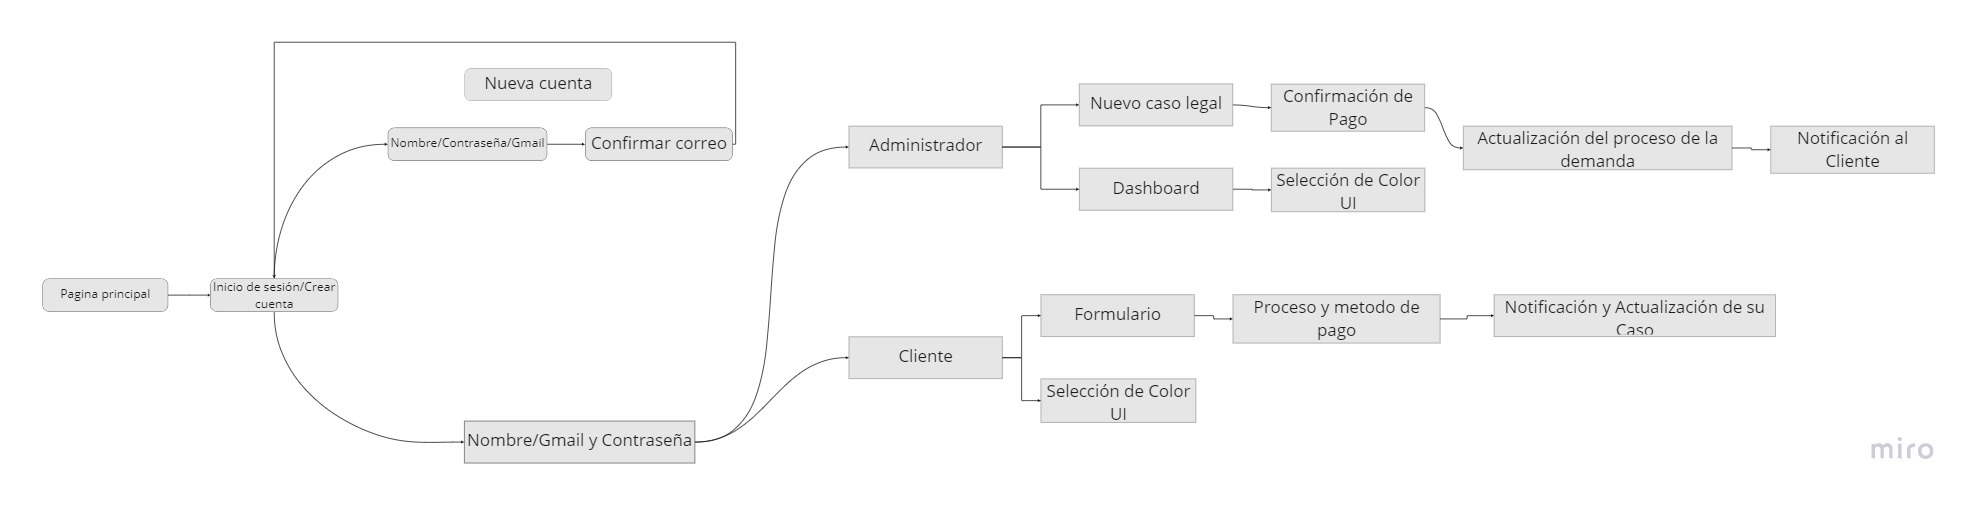 Nueva cuenta
Nombre/Contraseña/Gmail
Confirmar correo
Pagina principal
Inicio de sesión/Crear
cuenta
Nombre/Gmail y Contraseña
Administrador
Nuevo caso legal
Confirmación de
Pago
Actualización del proceso de la
demanda
Notificación al
Cliente
Dashboard
Selección de Color
UI
Cliente
Formulario
Proceso y metodo de
pago
Notificación y Actualización de su
Caso
Selección de Color
UI
miro